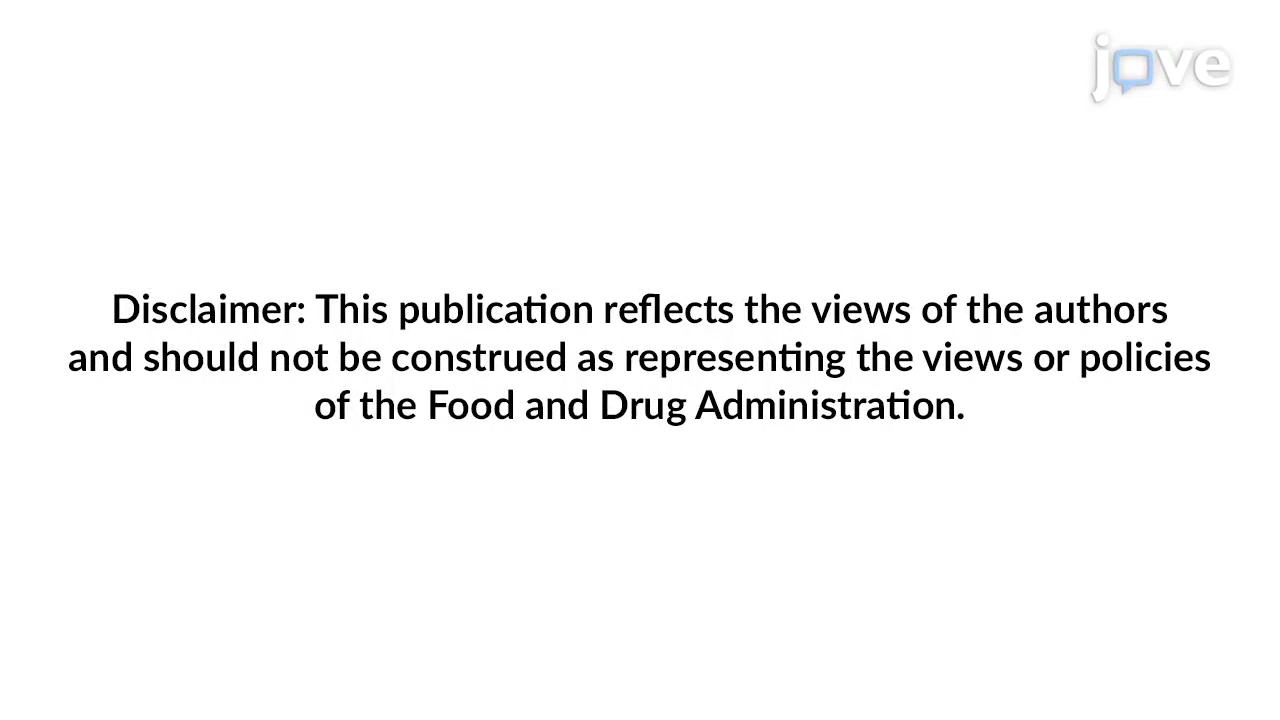 jove
Disclaimer: This publication reflects the views of the authors
and should not be construed as representing the views or policies
of the Food and Drug Administration.